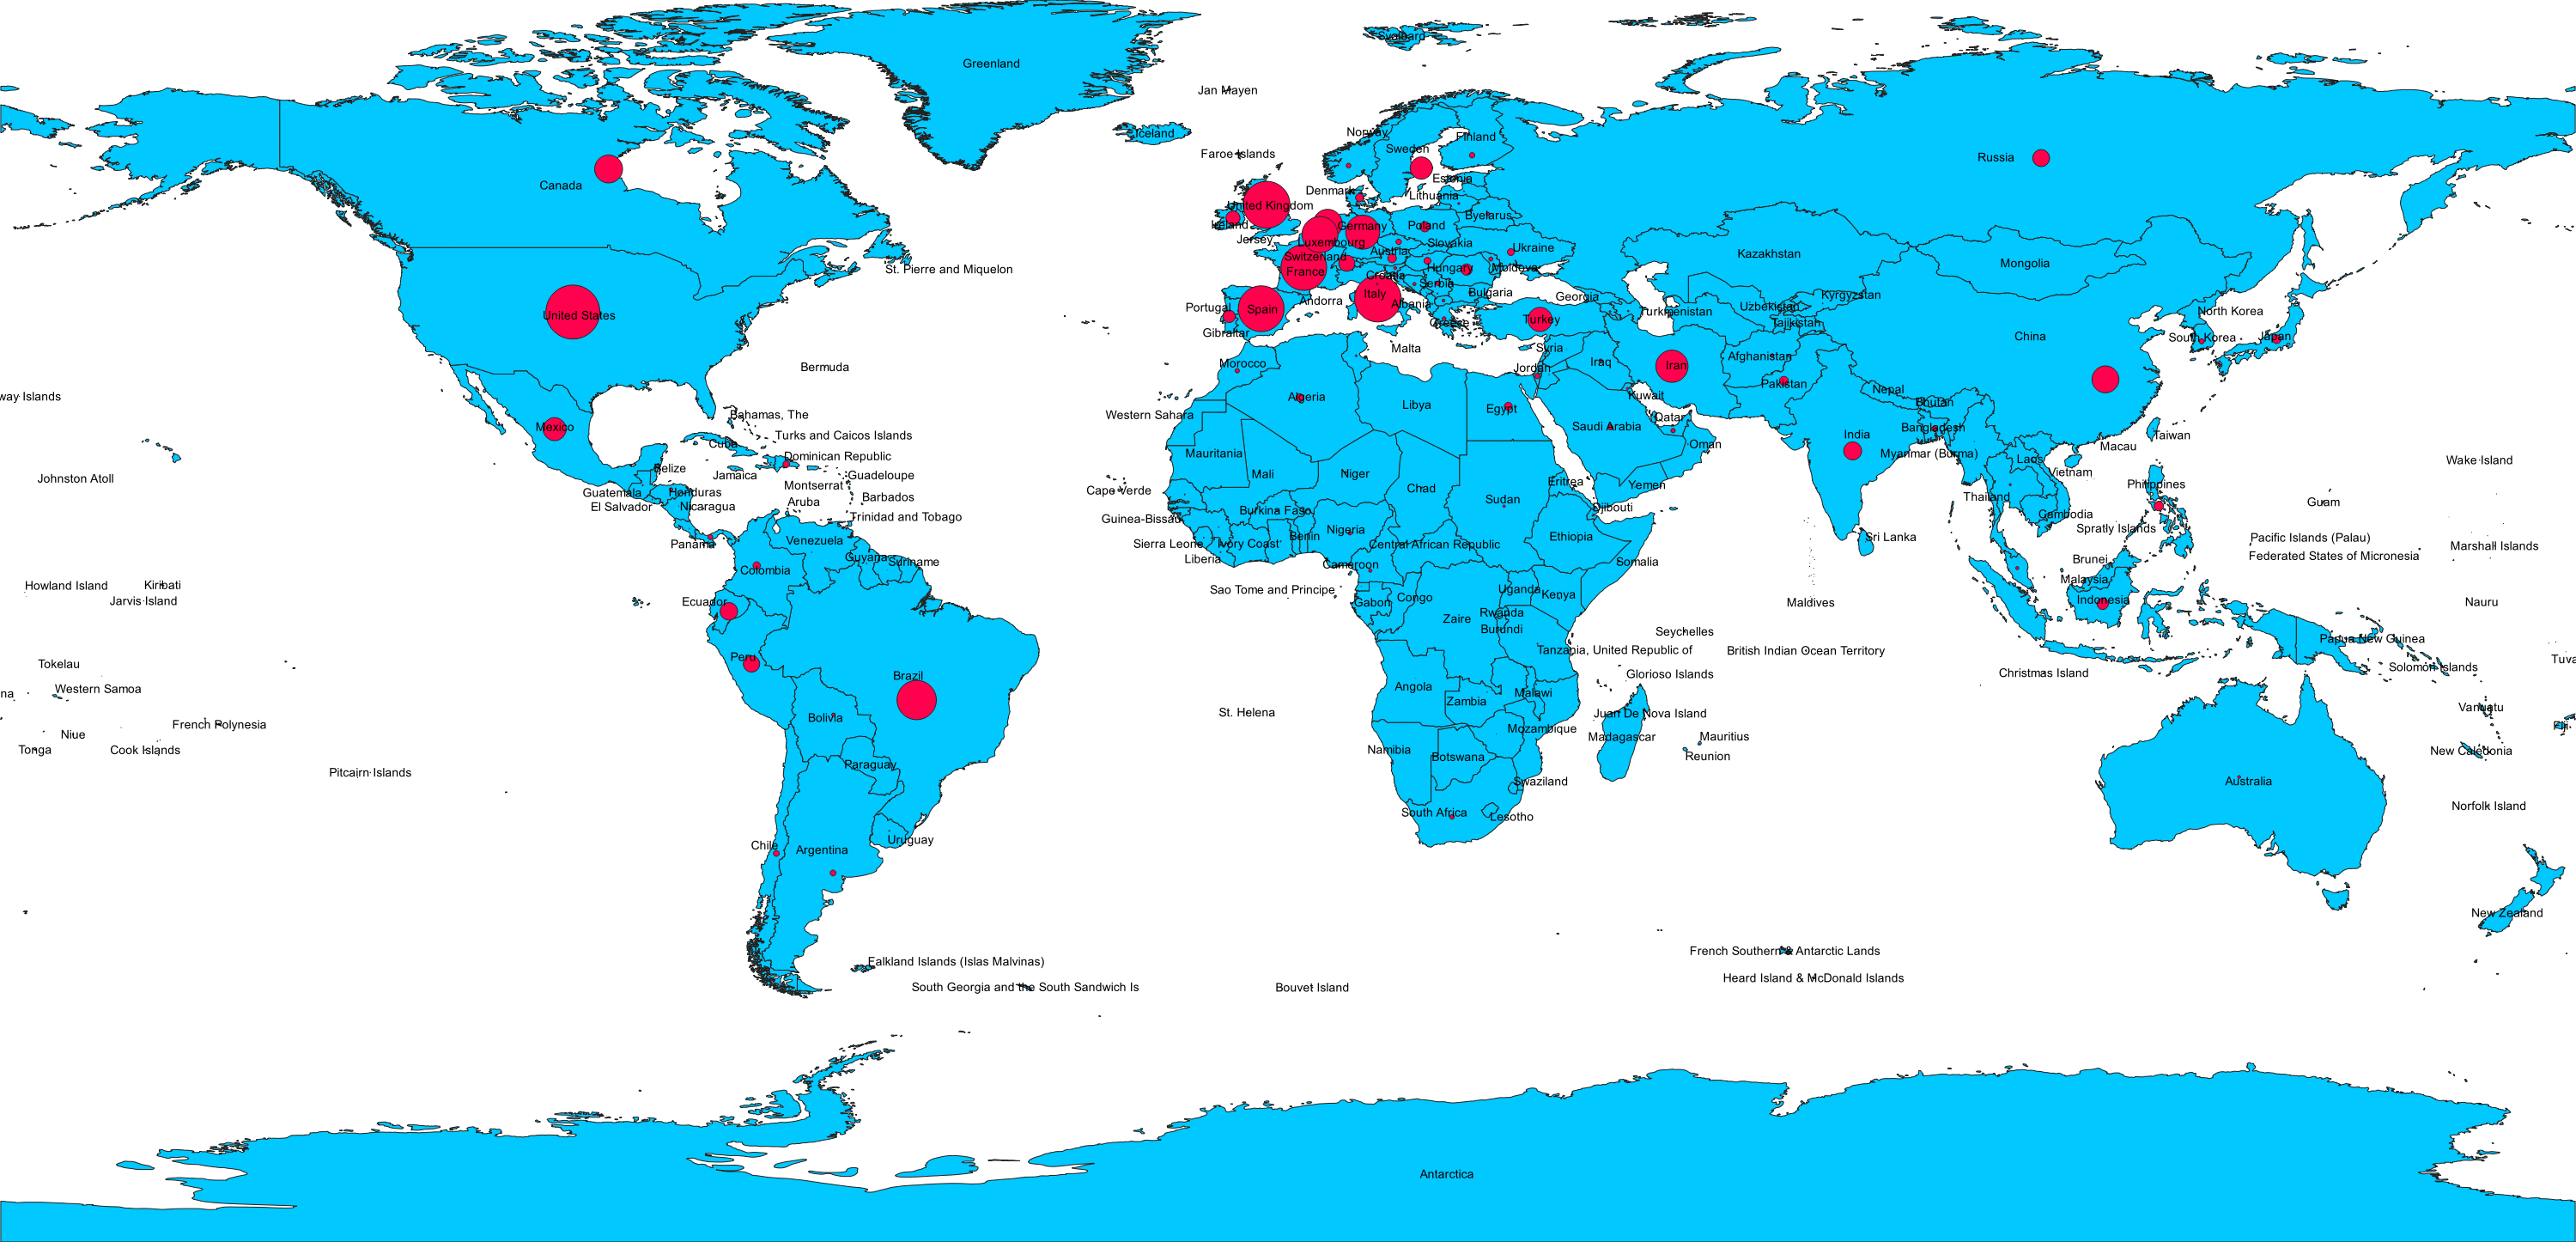 Svalbard
Greenland
Jan Mayen
Norway
Iceland
Finland
Sweden
Faroe Islands
Russia
Estonia
Canada
Denmark
Lithuania
United Kingdom
Byelarus
Ireland
Germany
Poland
Jersey
Luxembourg
Slovakia
Ukraine
Austria
Switzerland
Kazakhstan
Mongolia
St. Pierre and Miquelon
France
Hungary
Moldova
Croatia
Serbia
Italy
Bulgaria
Georgia
Kyrgyzstan
Andorra
Albania
Portugal
Spain
Uzbekistan
Turkmenistan
North Korea
United States
Turkey
Greece
Tajikistan
Gibraltar
China
South Korea
Japan
Malta
Syria
Afghanistan
Morocco
Iraq
Iran
Bermuda
Jordan
Pakistan
Nepal
way Islands
Algeria
Kuwait
Bhutan
Libya
Egypt
Western Sahara
Bahamas, The
Qatar
Mexico
Saudi Arabia
Bangladesh
Turks and Caicos Islands
India
Taiwan
Cuba
Oman
Macau
Mauritania
Myanmar (Burma)
Dominican Republic
Laos
Wake Island
Belize
Mali
Niger
Vietnam
Johnston Atoll
Jamaica
Guadeloupe
Montserrat
Chad
Eritrea
Yemen
Philippines
Cape Verde
Guatemala
Honduras
Barbados
Sudan
Thailand
Aruba
Guam
El Salvador
Nicaragua
Burkina Faso
Djibouti
Cambodia
Trinidad and Tobago
Guinea-Bissau
Nigeria
Spratly Islands
Benin
Ethiopia
Sri Lanka
Pacific Islands (Palau)
Panama
Venezuela
Sierra Leone
Ivory Coast
Central African Republic
Marshall Islands
Guyana
Suriname
Liberia
Cameroon
Somalia
Brunei
Federated States of Micronesia
Colombia
Malaysia
Howland Island
Kiribati
Sao Tome and Principe
Uganda
Kenya
Jarvis Island
Ecuador
Gabon
Congo
Maldives
Indonesia
Nauru
Rwanda
Zaire
Burundi
Seychelles
Papua New Guinea
Tanzania, United Republic of
British Indian Ocean Territory
Tokelau
Peru
Tuva
Solomon Islands
Brazil
Glorioso Islands
Christmas Island
na
Western Samoa
Angola
Malawi
Zambia
Vanuatu
St. Helena
Juan De Nova Island
Bolivia
French Polynesia
Fiji
Niue
Mozambique
Madagascar
Mauritius
Tonga
Cook Islands
Namibia
New Caledonia
Botswana
Reunion
Paraguay
Pitcairn Islands
Swaziland
Australia
Norfolk Island
South Africa
Lesotho
Uruguay
Chile
Argentina
New Zealand
French Southern & Antarctic Lands
Falkland Islands (Islas Malvinas)
Heard Island & McDonald Islands
South Georgia and the South Sandwich Is
Bouvet Island
Antarctica